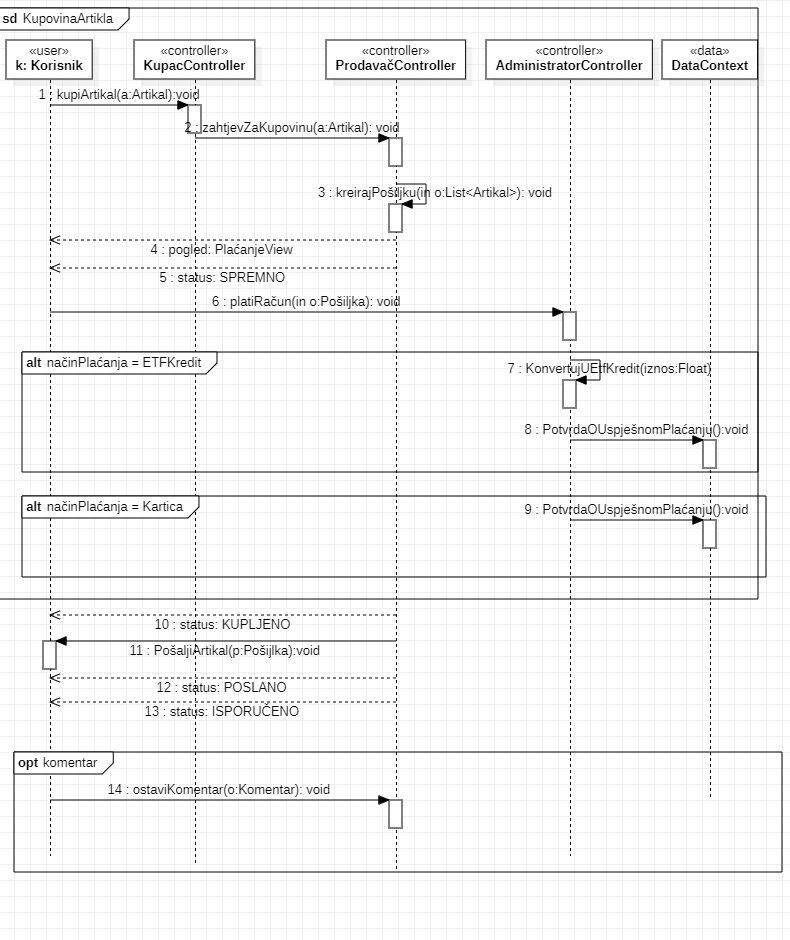 sd KupovinaArtikla
«user»
k: Korisnik
«controller»
KupacController
«controller»
ProdavačController
«controller»
AdministratorController
«data»
DataContext
1 : kupiArtikal(a:Artikal):void
2 : zahtjevZaKupovinu(a:Artikal): void
3 : kreirajPošiljku(in o:List<Artikal>): void
4 : pogled: PlaćanjeView
5 : status: SPREMNO
6 : platiRačun(in o:Pošiljka): void
alt načinPlaćanja = ETFKredit
7 : KonvertujUEtfKredit(iznos:Float)
8 : PotvrdaOUspješnomPlaćanju():void
alt načinPlaćanja = Kartica
9 : PotvrdaOUspješnomPlaćanju():void
10 : status: KUPLJENO
11 : PošaljiArtikal(p:Pošijlka):void
12 : status: POSLANO
13 : status: ISPORUČENO
opt komentar
14 : ostaviKomentar(o:Komentar): void